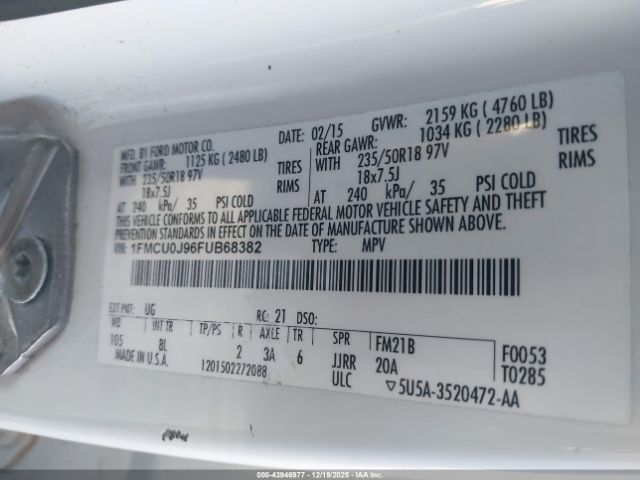 MFD. BY FORD MOTOR CO. DATE: 02/15 GVWR: 2159 KG ( 4760 LB)
FRONT GAWR: 1125 KG ( 2480 LB) REAR GAWR: 1034 KG ( 2280 LB)
WITH 235/50R18 97V TIRES WITH 235/50R18 97V TIRES
18x7.5J RIMS 18x7.5J RIMS
AT 240 kPa/ 35 PSI COLD AT 240 kPa/ 35 PSI COLD
THIS VEHICLE CONFORMS TO ALL APPLICABLE FEDERAL MOTOR VEHICLE SAFETY AND THEFT
PREVENTION STANDARDS IN EFFECT ON THE DATE OF MANUFACTURE SHOWN ABOVE.
VIN: 1FMCU0J96FUB68382 TYPE: MPV
EXT PNT: UG RC: 21 DSO:
WB INT TR TP/PS R AXLE TR SPR FM21B F0053
105 8L 2 3A 6 JJRR 20A T0285
MADE IN U.S.A. 1201502272088 ULC ▽5U5A-3520472-AA
000-43946977 - 12/19/2025 - IAAI.COM